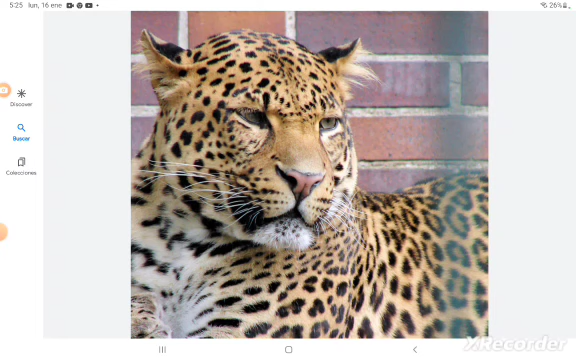 5:25 lun, 16 ene
26%
Discover
Buscar
Colecciones
XRecorder